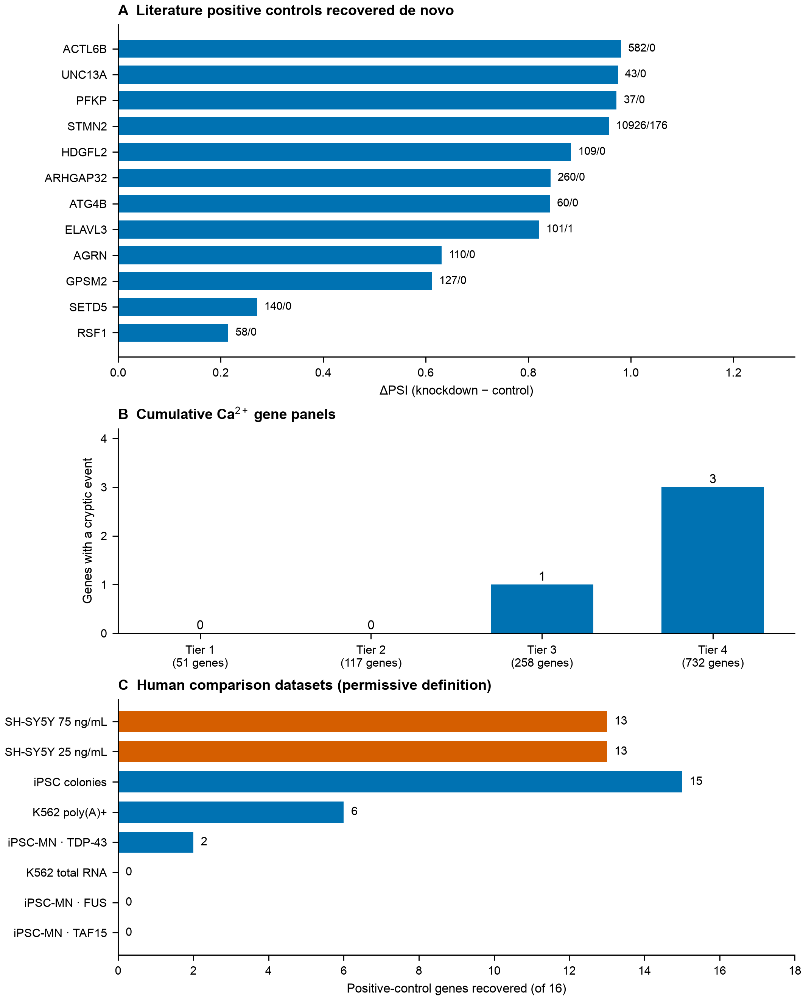 A Literature positive controls recovered de novo
ACTL6B 582/0
UNC13A 43/0
PFKP 37/0
STMN2 10926/176
HDGFL2 109/0
ARHGAP32 260/0
ATG4B 60/0
ELAVL3 101/1
AGRN 110/0
GPSM2 127/0
SETD5 140/0
RSF1 58/0
0.0 0.2 0.4 0.6 0.8 1.0 1.2
ΔPSI (knockdown − control)
B Cumulative Ca²⁺ gene panels
Genes with a cryptic event
4
3
2
1
0
0 0 1 3
Tier 1 Tier 2 Tier 3 Tier 4
(51 genes) (117 genes) (258 genes) (732 genes)
C Human comparison datasets (permissive definition)
SH-SY5Y 75 ng/mL 13
SH-SY5Y 25 ng/mL 13
iPSC colonies 15
K562 poly(A)+ 6
iPSC-MN · TDP-43 2
K562 total RNA 0
iPSC-MN · FUS 0
iPSC-MN · TAF15 0
0 2 4 6 8 10 12 14 16 18
Positive-control genes recovered (of 16)